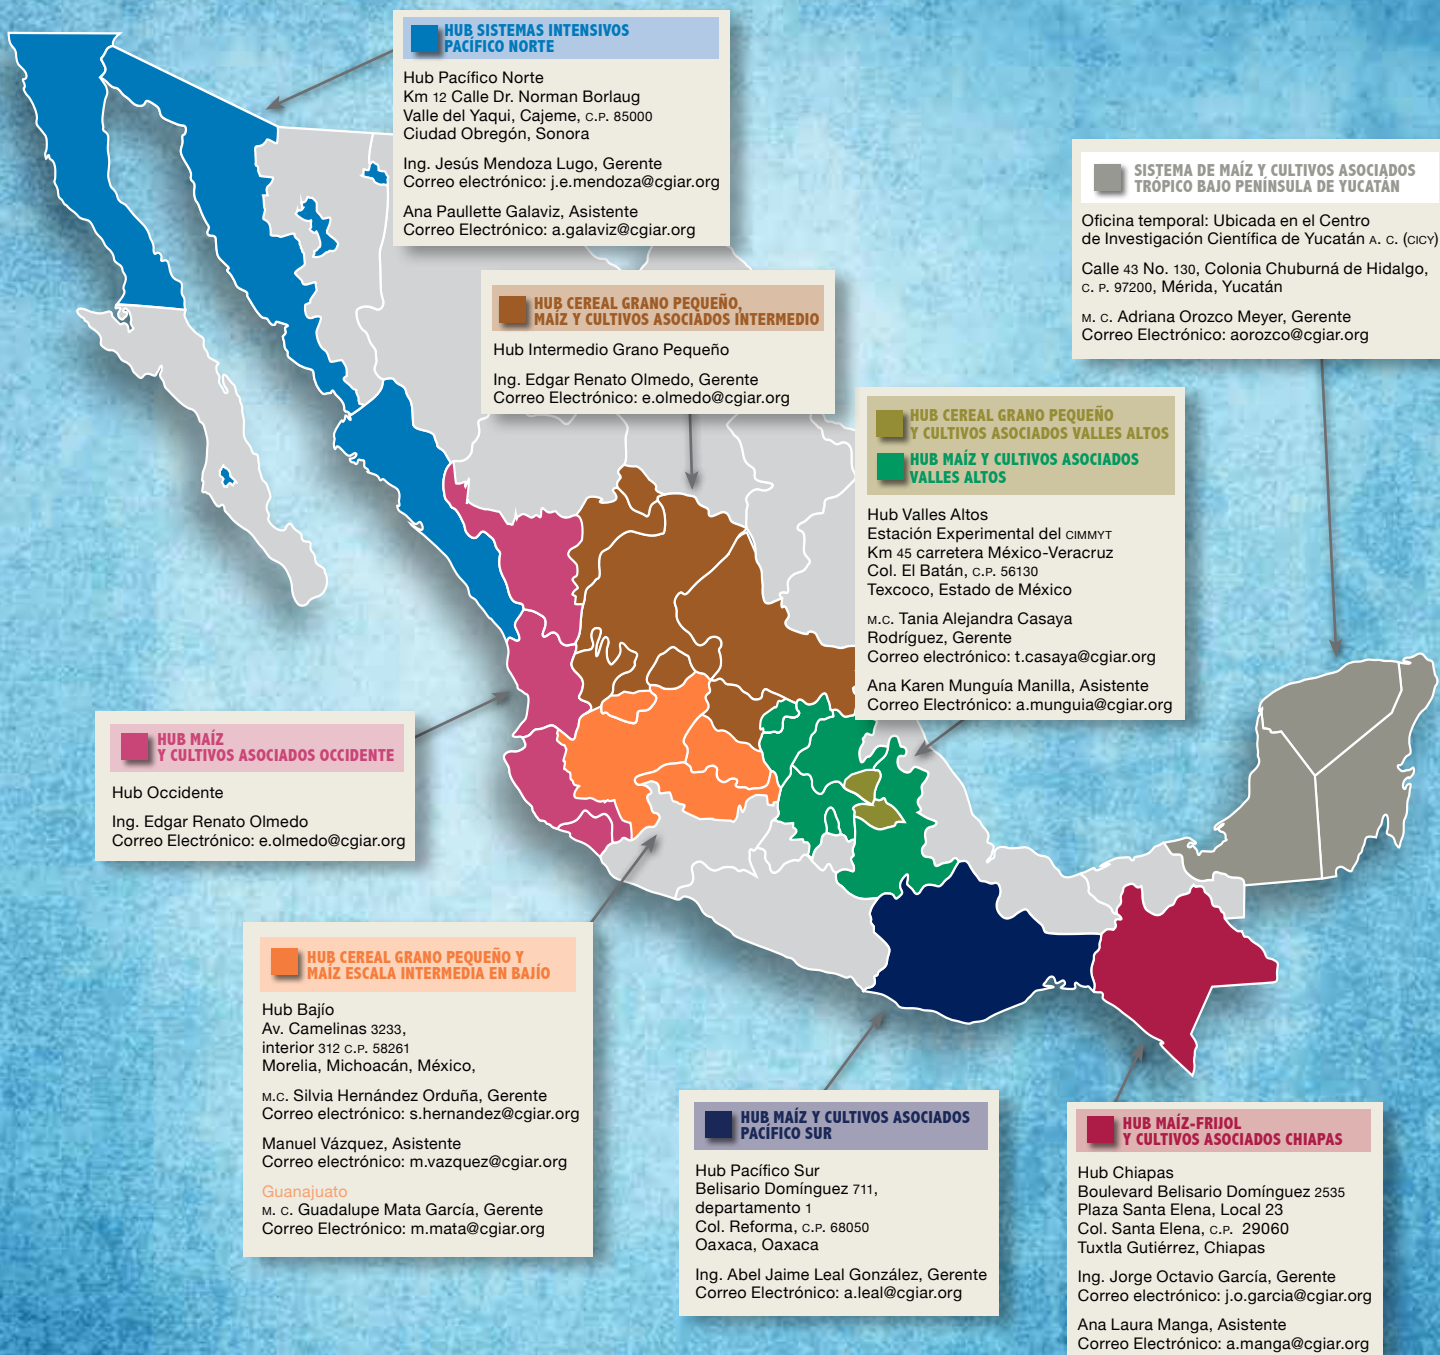 HUB SISTEMAS INTENSIVOS
PACÍFICO NORTE
Hub Pacífico Norte
Km 12 Calle Dr. Norman Borlaug
Valle del Yaqui, Cajeme, C.P. 85000
Ciudad Obregón, Sonora
Ing. Jesús Mendoza Lugo, Gerente
Correo electrónico: j.e.mendoza@cgiar.org
Ana Paullette Galaviz, Asistente
Correo Electrónico: a.galaviz@cgiar.org
SISTEMA DE MAÍZ Y CULTIVOS ASOCIADOS
TRÓPICO BAJO PENÍNSULA DE YUCATÁN
Oficina temporal: Ubicada en el Centro
de Investigación Científica de Yucatán A. C. (CICY)
Calle 43 No. 130, Colonia Chuburná de Hidalgo,
C. P. 97200, Mérida, Yucatán
M. C. Adriana Orozco Meyer, Gerente
Correo Electrónico: aorozco@cgiar.org
HUB CEREAL GRANO PEQUEÑO,
MAÍZ Y CULTIVOS ASOCIADOS INTERMEDIO
Hub Intermedio Grano Pequeño
Ing. Edgar Renato Olmedo, Gerente
Correo Electrónico: e.olmedo@cgiar.org
HUB CEREAL GRANO PEQUEÑO
Y CULTIVOS ASOCIADOS VALLES ALTOS
HUB MAÍZ Y CULTIVOS ASOCIADOS
VALLES ALTOS
Hub Valles Altos
Estación Experimental del CIMMYT
Km 45 carretera México-Veracruz
Col. El Batán, C.P. 56130
Texcoco, Estado de México
M.C. Tania Alejandra Casaya
Rodríguez, Gerente
Correo electrónico: t.casaya@cgiar.org
Ana Karen Munguía Manilla, Asistente
Correo Electrónico: a.munguia@cgiar.org
HUB MAÍZ
Y CULTIVOS ASOCIADOS OCCIDENTE
Hub Occidente
Ing. Edgar Renato Olmedo
Correo Electrónico: e.olmedo@cgiar.org
HUB CEREAL GRANO PEQUEÑO Y
MAÍZ ESCALA INTERMEDIA EN BAJÍO
Hub Bajío
Av. Camelinas 3233,
interior 312 C.P. 58261
Morelia, Michoacán, México,
M.C. Silvia Hernández Orduña, Gerente
Correo electrónico: s.hernandez@cgiar.org
Manuel Vázquez, Asistente
Correo electrónico: m.vazquez@cgiar.org
Guanajuato
M. C. Guadalupe Mata García, Gerente
Correo Electrónico: m.mata@cgiar.org
HUB MAÍZ Y CULTIVOS ASOCIADOS
PACÍFICO SUR
Hub Pacífico Sur
Belisario Domínguez 711,
departamento 1
Col. Reforma, C.P. 68050
Oaxaca, Oaxaca
Ing. Abel Jaime Leal González, Gerente
Correo Electrónico: a.leal@cgiar.org
HUB MAÍZ-FRIJOL
Y CULTIVOS ASOCIADOS CHIAPAS
Hub Chiapas
Boulevard Belisario Domínguez 2535
Plaza Santa Elena, Local 23
Col. Santa Elena, C.P. 29060
Tuxtla Gutiérrez, Chiapas
Ing. Jorge Octavio García, Gerente
Correo electrónico: j.o.garcia@cgiar.org
Ana Laura Manga, Asistente
Correo Electrónico: a.manga@cgiar.org